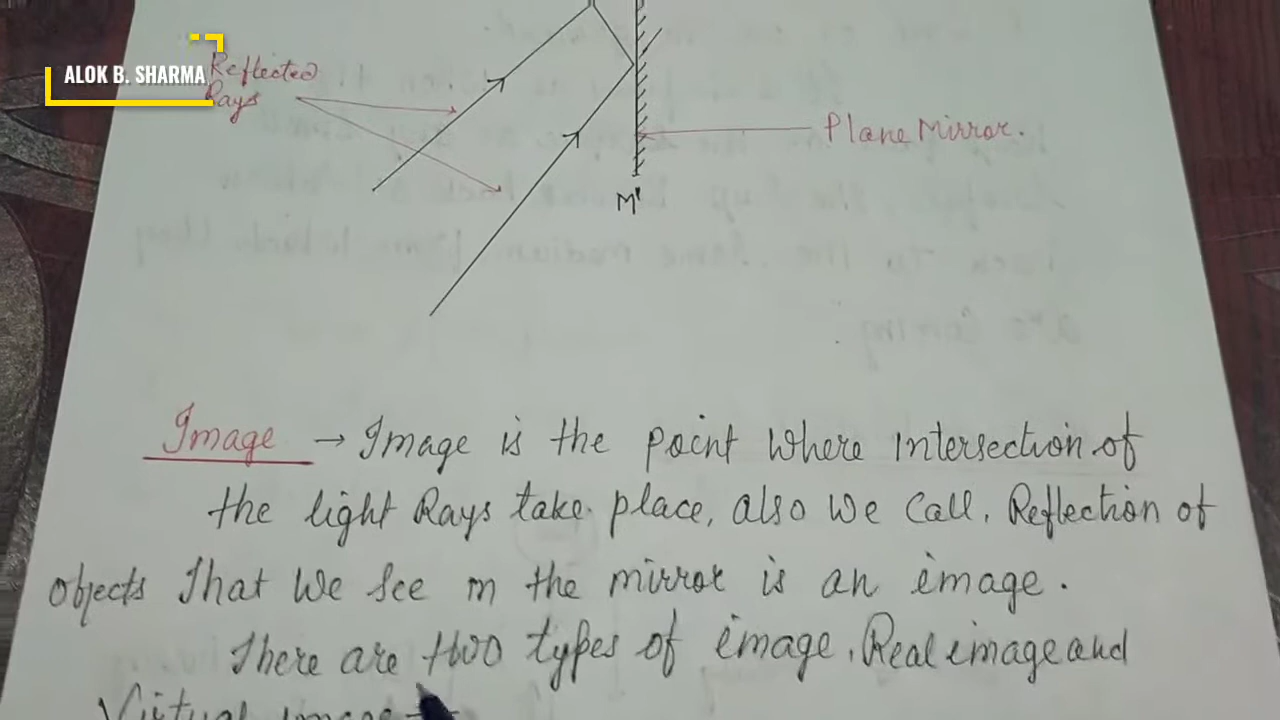 ALOK B. SHARMA
Reflected
Rays
Plane Mirror.
M'
Image → Image is the point where intersection of
the light Rays take place, also we call. Reflection of
objects That we see in the mirror is an image.
There are two types of image. Real image and
Virtual image